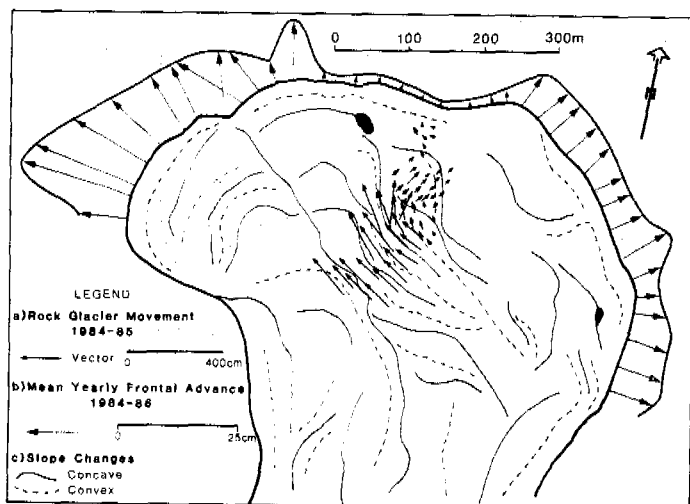 0 100 200 300m
N
LEGEND
a)Rock Glacier Movement
1984-85
Vector 0 400cm
b)Mean Yearly Frontal Advance
1984-86
0 25cm
c)Slope Changes
Concave
Convex